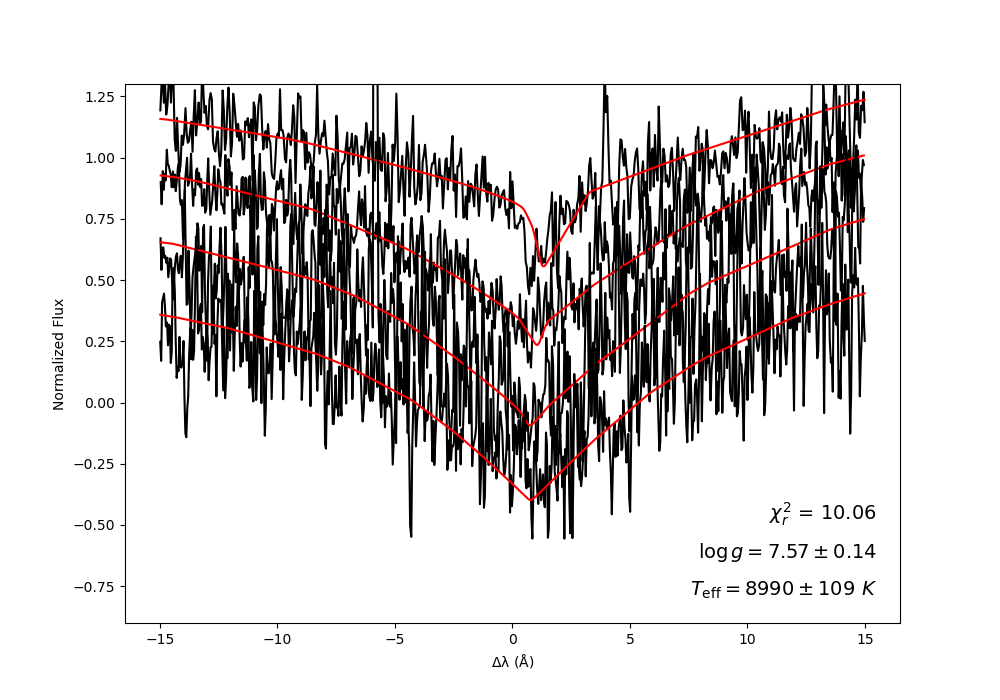 1.25
1.00
0.75
0.50
0.25
0.00
−0.25
−0.50
−0.75
Normalized Flux
χ²ᵣ = 10.06
log g = 7.57 ± 0.14
T_eff = 8990 ± 109 K
−15 −10 −5 0 5 10 15
Δλ (Å)